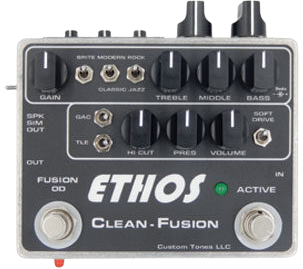 BRITE MODERN ROCK
CLASSIC JAZZ
GAIN
TREBLE
MIDDLE
BASS
SPK SIM OUT
GAC
TLE
SOFT DRIVE
HI CUT
PRES
VOLUME
OUT
IN
FUSION OD
ETHOS
ACTIVE
CLEAN-FUSION
Custom Tones LLC